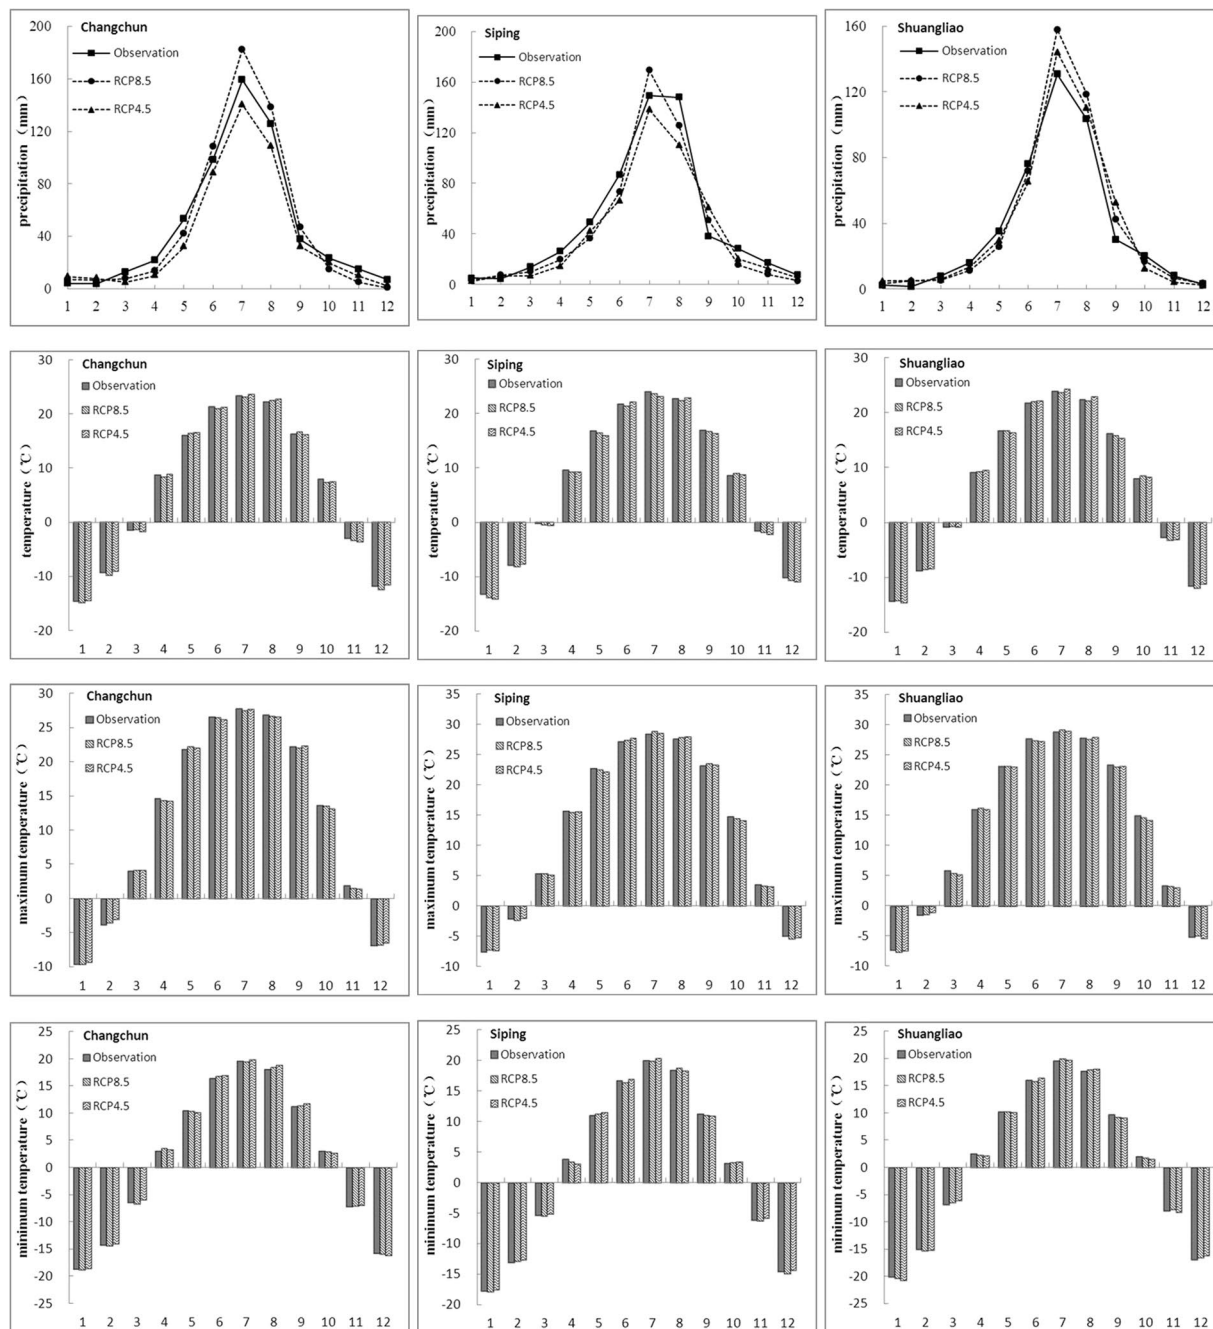 Changchun
Observation
RCP8.5
RCP4.5
precipitation (mm)
200
160
120
80
40
0
1 2 3 4 5 6 7 8 9 10 11 12
Siping
Observation
RCP8.5
RCP4.5
precipitation (mm)
200
160
120
80
40
0
1 2 3 4 5 6 7 8 9 10 11 12
Shuangliao
Observation
RCP8.5
RCP4.5
precipitation (mm)
160
120
80
40
0
1 2 3 4 5 6 7 8 9 10 11 12
Changchun
Observation
RCP8.5
RCP4.5
temperature (℃)
30
20
10
0
-10
-20
1 2 3 4 5 6 7 8 9 10 11 12
Siping
Observation
RCP8.5
RCP4.5
temperature (℃)
30
20
10
0
-10
-20
1 2 3 4 5 6 7 8 9 10 11 12
Shuangliao
Observation
RCP8.5
RCP4.5
temperature (℃)
30
20
10
0
-10
-20
1 2 3 4 5 6 7 8 9 10 11 12
Changchun
Observation
RCP8.5
RCP4.5
maximum temperature (℃)
30
25
20
15
10
5
0
-5
-10
1 2 3 4 5 6 7 8 9 10 11 12
Siping
Observation
RCP8.5
RCP4.5
maximum temperature (℃)
35
30
25
20
15
10
5
0
-5
-10
1 2 3 4 5 6 7 8 9 10 11 12
Shuangliao
Observation
RCP8.5
RCP4.5
maximum temperature (℃)
35
30
25
20
15
10
5
0
-5
-10
1 2 3 4 5 6 7 8 9 10 11 12
Changchun
Observation
RCP8.5
RCP4.5
minimum temperature (℃)
25
20
15
10
5
0
-5
-10
-15
-20
-25
1 2 3 4 5 6 7 8 9 10 11 12
Siping
Observation
RCP8.5
RCP4.5
minimum temperature (℃)
25
20
15
10
5
0
-5
-10
-15
-20
1 2 3 4 5 6 7 8 9 10 11 12
Shuangliao
Observation
RCP8.5
RCP4.5
minimum temperature (℃)
25
20
15
10
5
0
-5
-10
-15
-20
-25
1 2 3 4 5 6 7 8 9 10 11 12